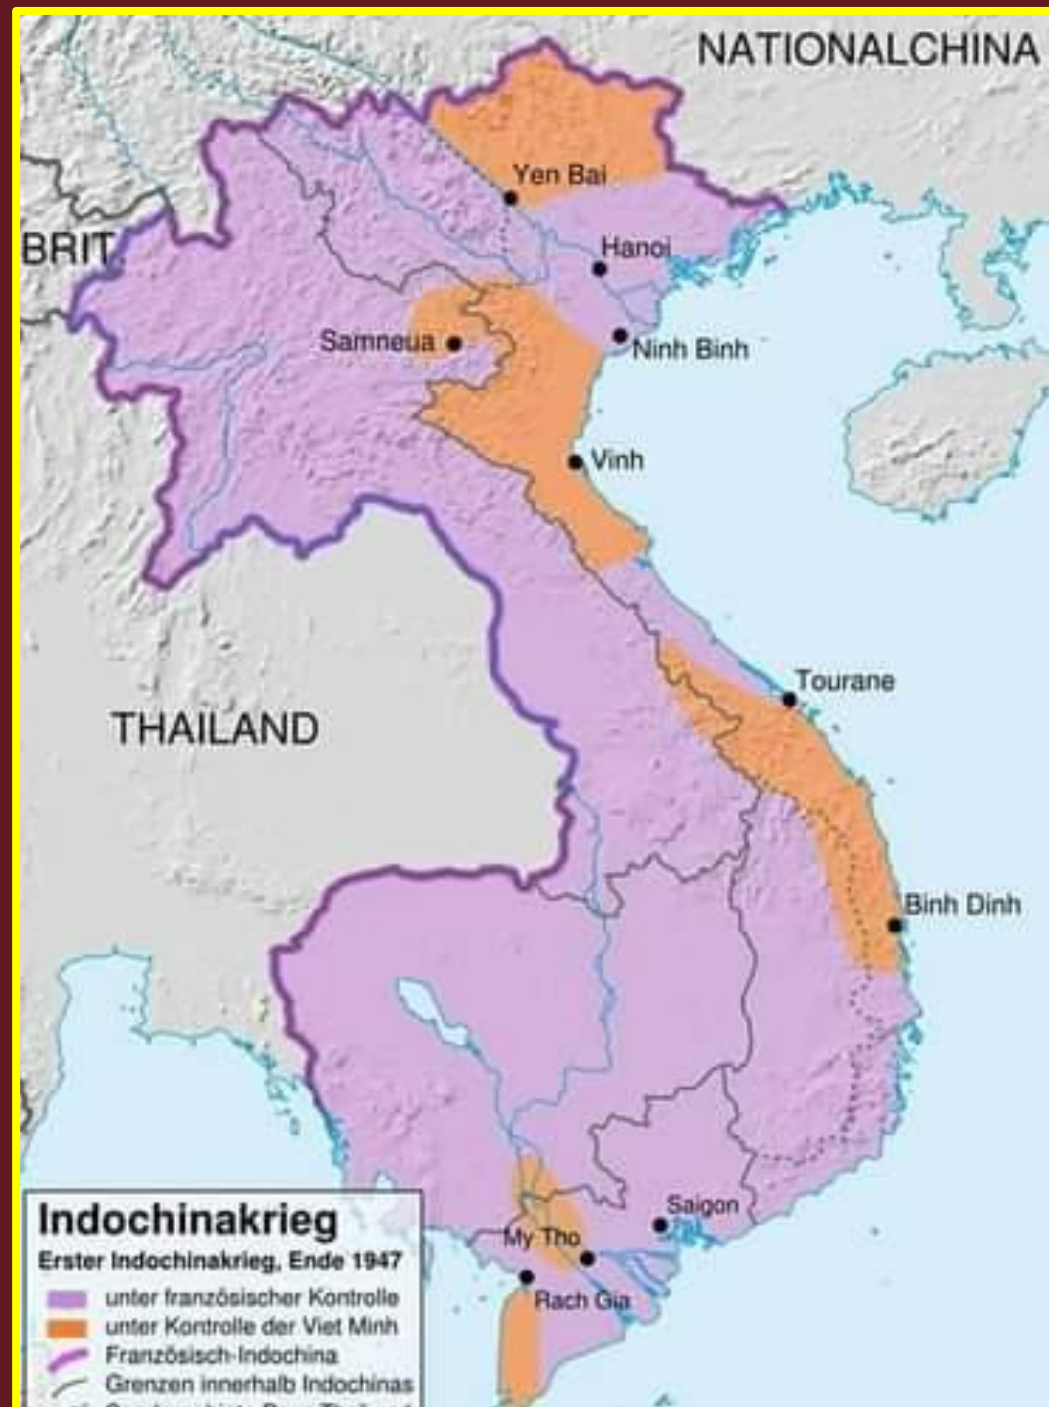 NATIONALCHINA
Yen Bai
BRIT.
Hanoi
Samneua
Ninh Binh
Vinh
Tourane
THAILAND
Binh Dinh
Saigon
My Tho
Rach Gia
Indochinakrieg
Erster Indochinakrieg, Ende 1947
unter französischer Kontrolle
unter Kontrolle der Viet Minh
Französisch-Indochina
Grenzen innerhalb Indochinas